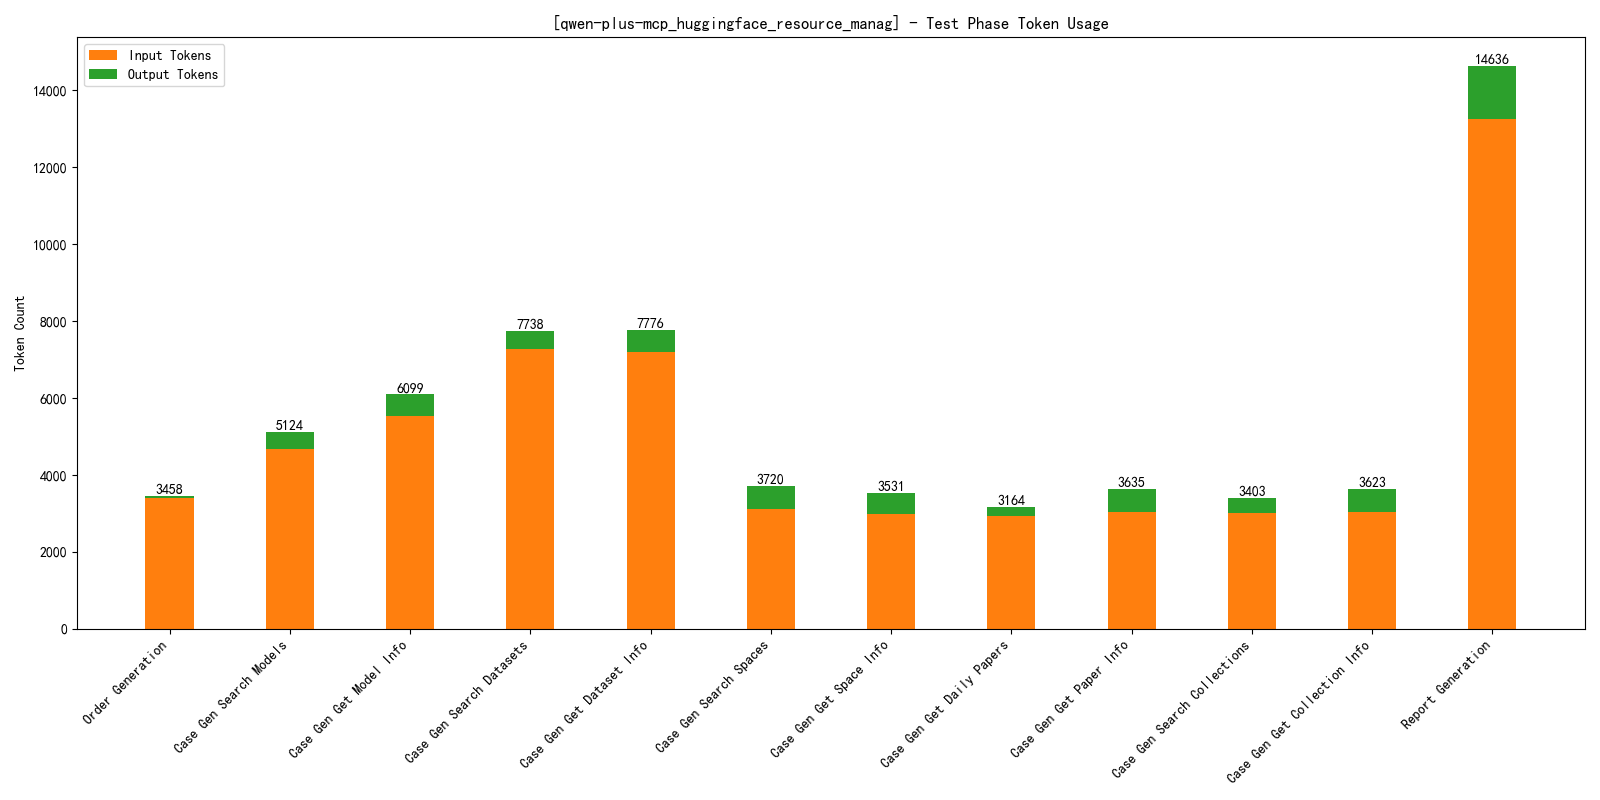 [qwen-plus-mcp_huggingface_resource_manag] - Test Phase Token Usage
Input Tokens
Output Tokens
Token Count
14000
12000
10000
8000
6000
4000
2000
0
3458
5124
6099
7738
7776
3720
3531
3164
3635
3403
3623
14636
Order Generation
Case Gen Search Models
Case Gen Get Model Info
Case Gen Search Datasets
Case Gen Get Dataset Info
Case Gen Search Spaces
Case Gen Get Space Info
Case Gen Get Daily Papers
Case Gen Get Paper Info
Case Gen Search Collections
Case Gen Get Collection Info
Report Generation